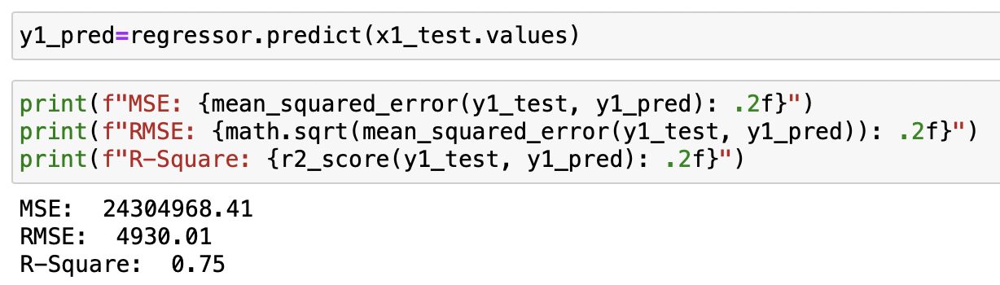 y1_pred=regressor.predict(x1_test.values)
print(f"MSE: {mean_squared_error(y1_test, y1_pred): .2f}")
print(f"RMSE: {math.sqrt(mean_squared_error(y1_test, y1_pred)): .2f}")
print(f"R-Square: {r2_score(y1_test, y1_pred): .2f}")
MSE:  24304968.41
RMSE:  4930.01
R-Square:  0.75